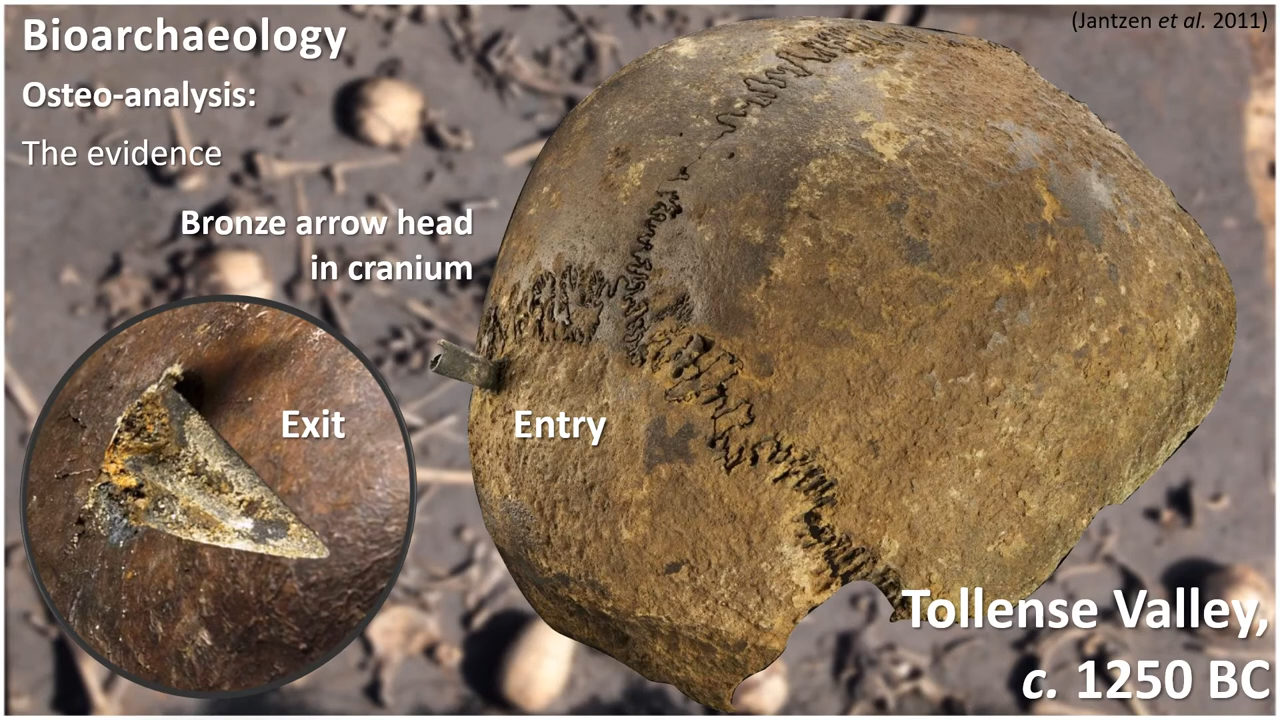 Bioarchaeology
(Jantzen et al. 2011)
Osteo-analysis:
The evidence
Bronze arrow head
in cranium
Exit
Entry
Tollense Valley,
c. 1250 BC